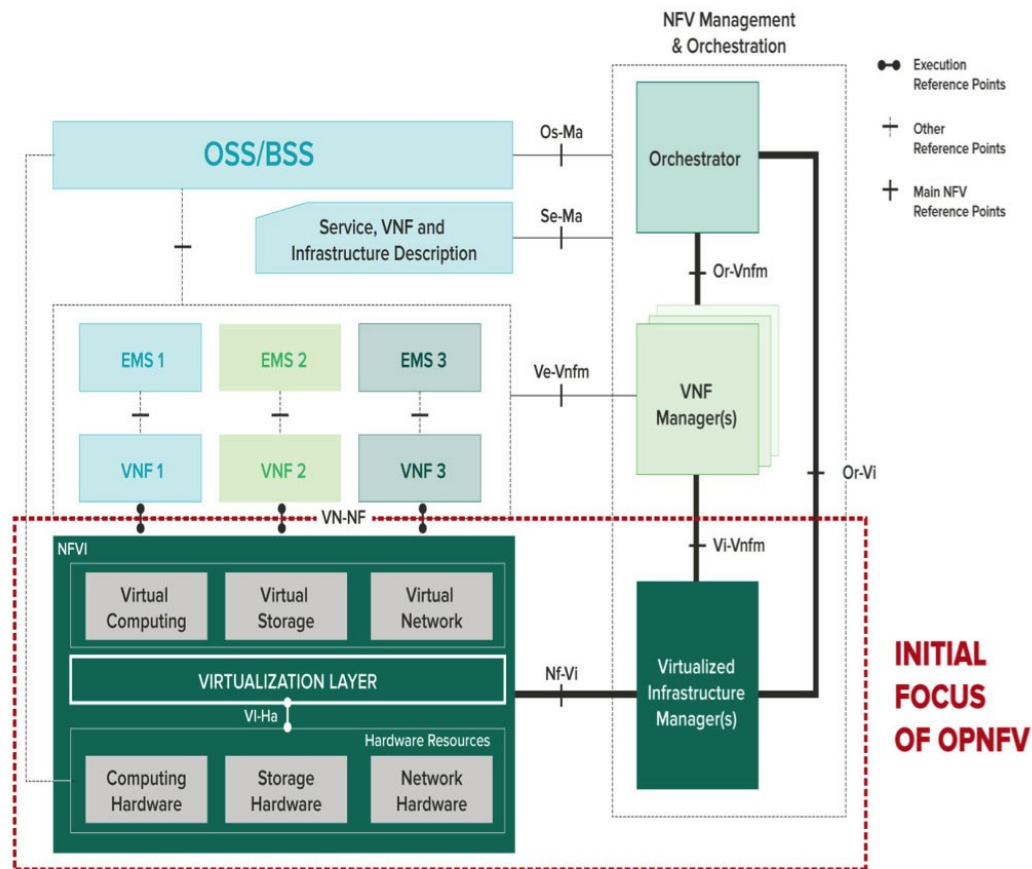 NFV Management
& Orchestration
Execution
Reference Points
Other
Reference Points
Main NFV
Reference Points
OSS/BSS
Os-Ma
Orchestrator
Service, VNF and
Infrastructure Description
Se-Ma
Or-Vnfm
EMS 1
EMS 2
EMS 3
Ve-Vnfm
VNF
Manager(s)
VNF 1
VNF 2
VNF 3
Or-Vi
VN-NF
NFVI
Vi-Vnfm
Virtual
Computing
Virtual
Storage
Virtual
Network
VIRTUALIZATION LAYER
Nf-Vi
Virtualized
Infrastructure
Manager(s)
VI-Ha
Hardware Resources
Computing
Hardware
Storage
Hardware
Network
Hardware
INITIAL
FOCUS
OF OPNFV